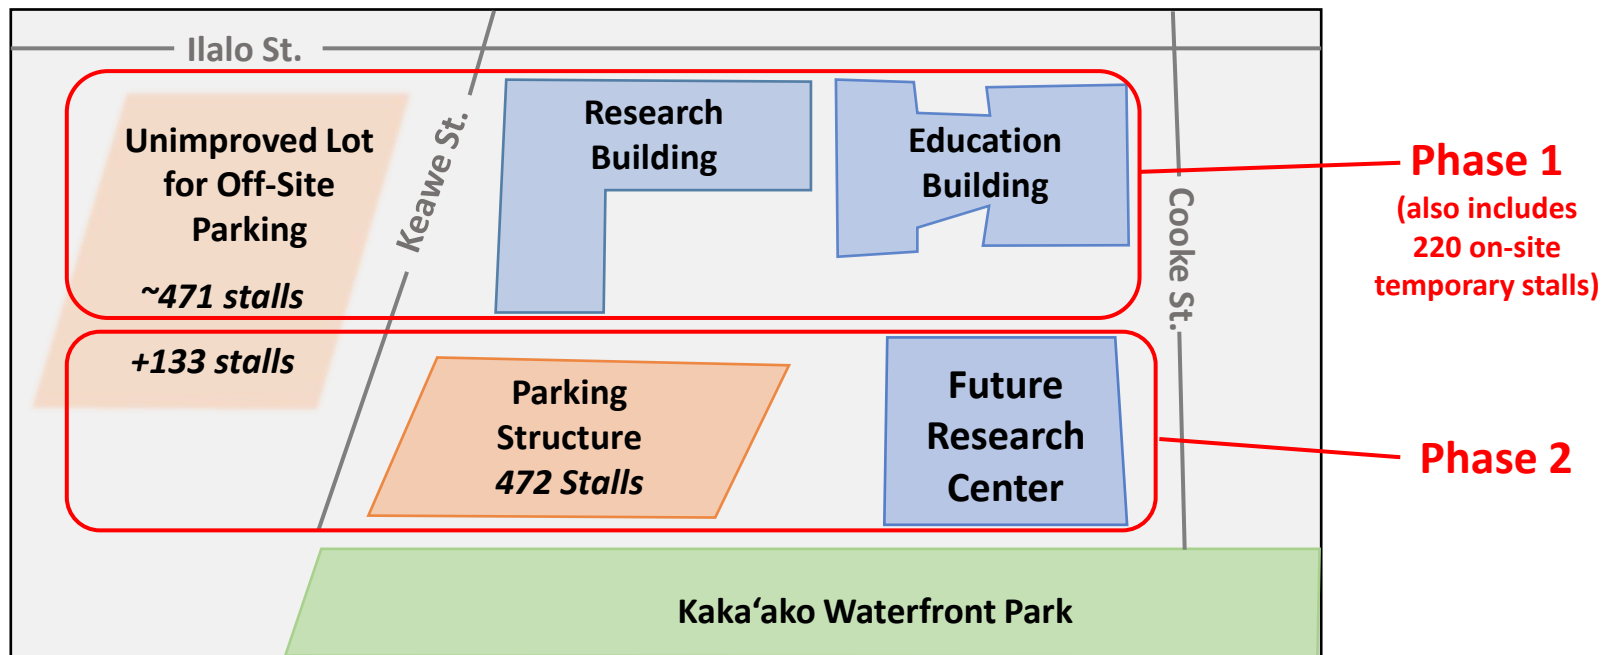 Ilalo St.
Keawe St.
Cooke St.
Unimproved Lot
for Off-Site
Parking
~471 stalls
+133 stalls
Research
Building
Education
Building
Phase 1
(also includes
220 on-site
temporary stalls)
Parking
Structure
472 Stalls
Future
Research
Center
Phase 2
Kakaʻako Waterfront Park